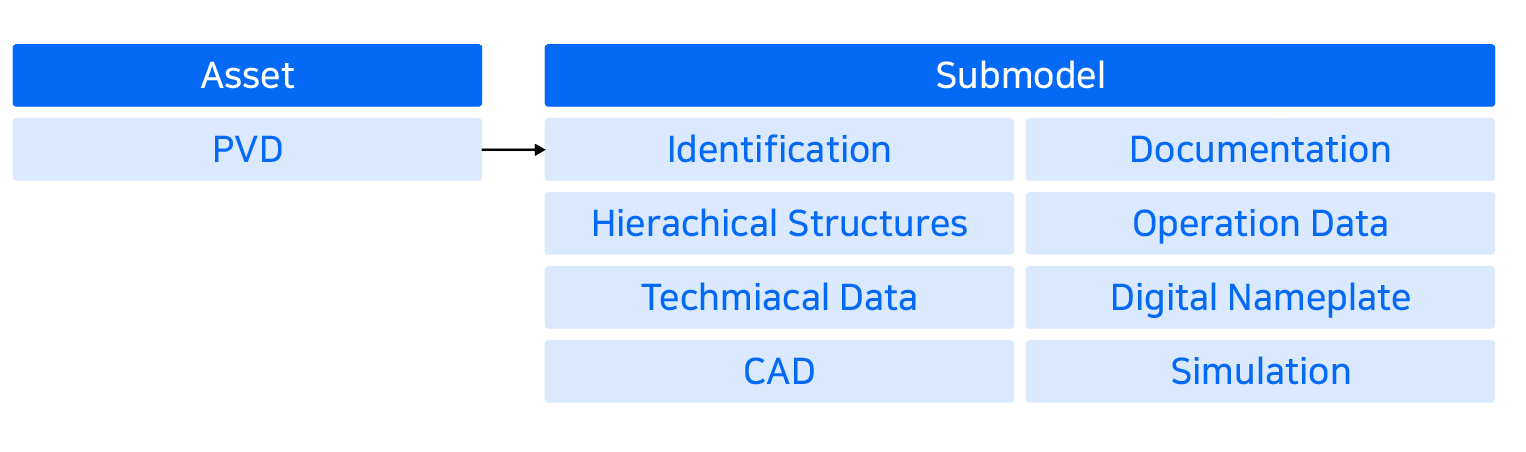 Asset
Submodel
PVD
Identification
Documentation
Hierachical Structures
Operation Data
Techmiacal Data
Digital Nameplate
CAD
Simulation